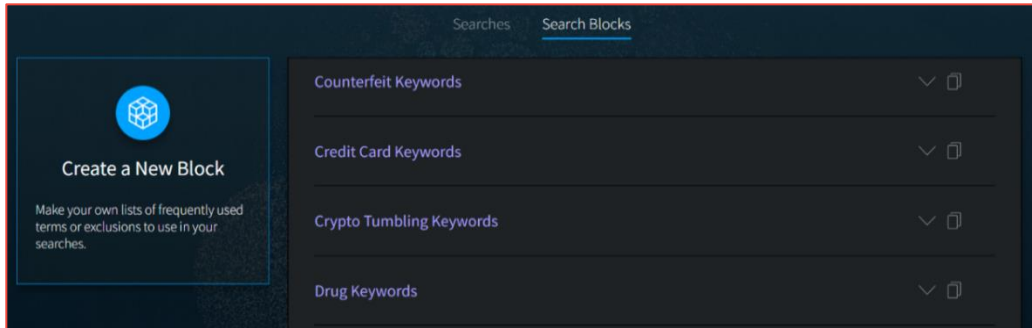 Searches
Search Blocks
Create a New Block
Make your own lists of frequently used
terms or exclusions to use in your
searches.
Counterfeit Keywords
Credit Card Keywords
Crypto Tumbling Keywords
Drug Keywords